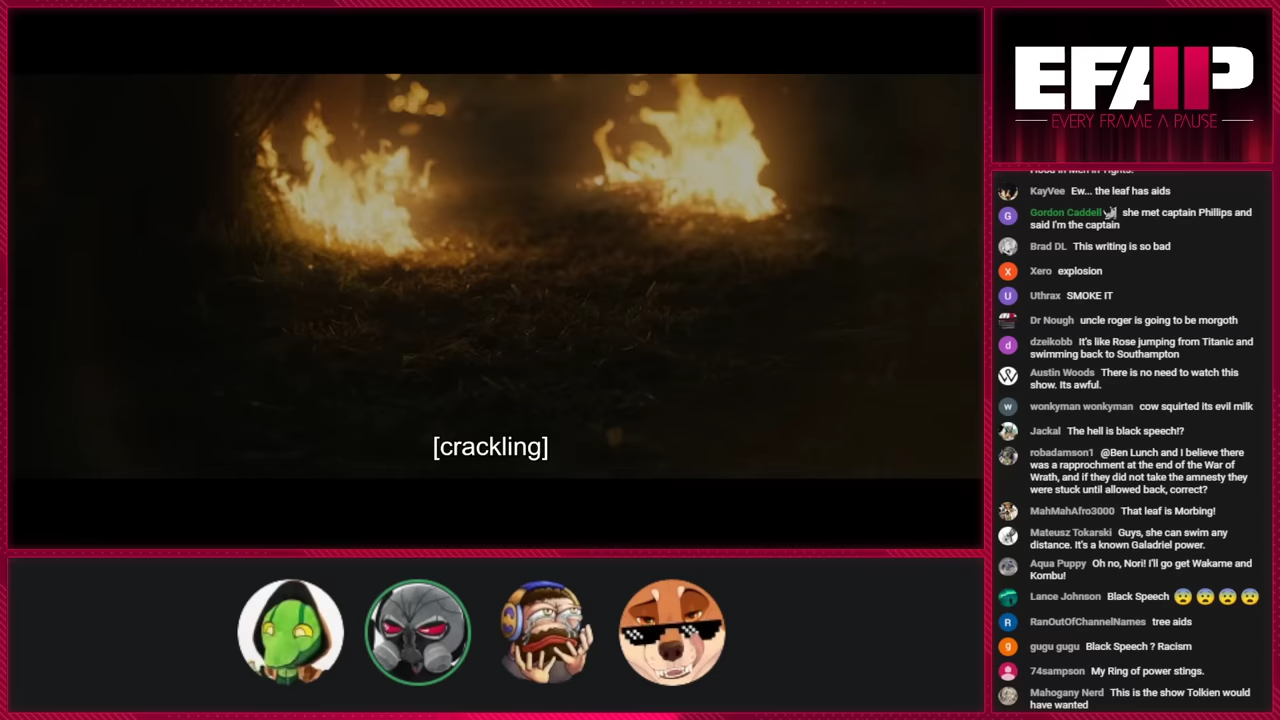 [crackling]
EFAP
EVERY FRAME A PAUSE
Hood in Men in Tights.
KayVee Ew... the leaf has aids
G Gordon Caddell she met captain Phillips and
said I'm the captain
Brad DL This writing is so bad
X Xero explosion
U Uthrax SMOKE IT
Dr Nough uncle roger is going to be morgoth
d dzeikobb It's like Rose jumping from Titanic and
swimming back to Southampton
Austin Woods There is no need to watch this
show. Its awful.
w wonkyman wonkyman cow squirted its evil milk
Jackal The hell is black speech!?
robadamson1 @Ben Lunch and I believe there
was a rapprochment at the end of the War of
Wrath, and if they did not take the amnesty they
were stuck until allowed back, correct?
MahMahAfro3000 That leaf is Morbing!
Mateusz Tokarski Guys, she can swim any
distance. It's a known Galadriel power.
Aqua Puppy Oh no, Nori! I'll go get Wakame and
Kombu!
Lance Johnson Black Speech 😨 😨 😨 😨
R RanOutOfChannelNames tree aids
g gugu gugu Black Speech ? Racism
74sampson My Ring of power stings.
Mahogany Nerd This is the show Tolkien would
have wanted